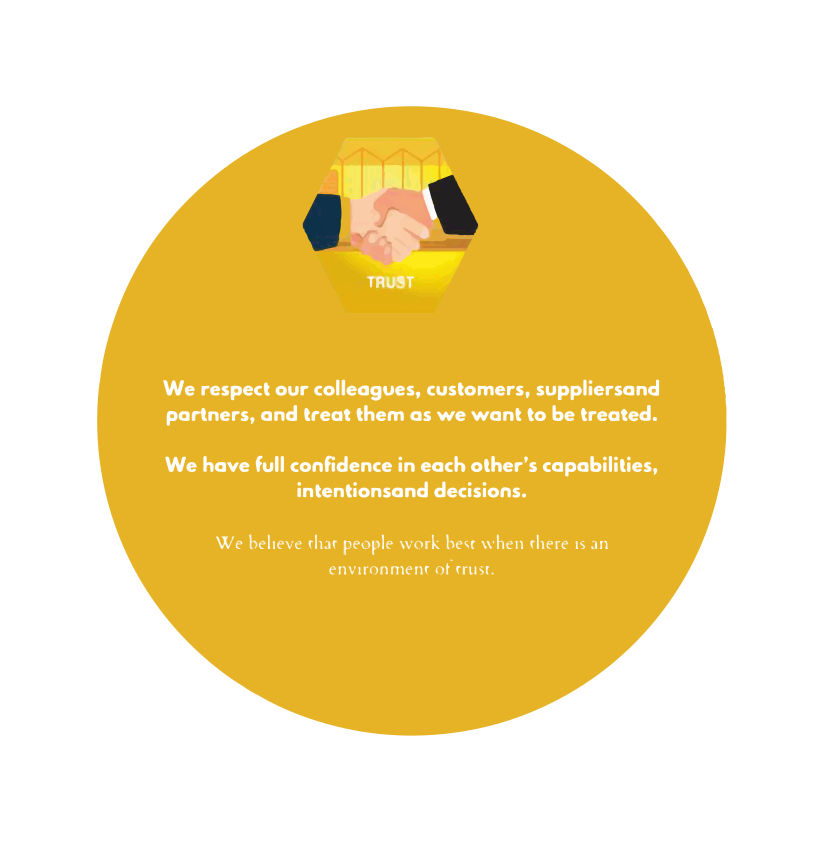 TRUST
We respect our colleagues, customers, suppliersand
partners, and treat them as we want to be treated.
We have full confidence in each other's capabilities,
intentionsand decisions.
We believe that people work best when there is an
environment of trust.